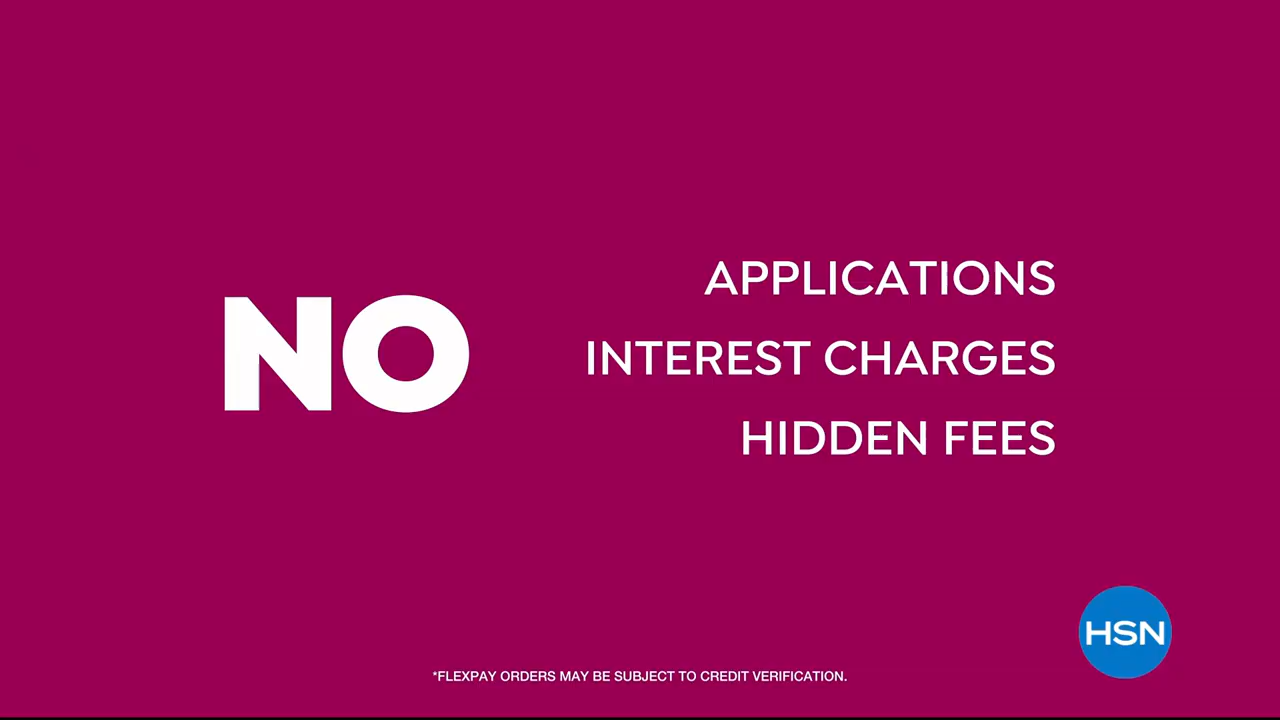 NO
APPLICATIONS
INTEREST CHARGES
HIDDEN FEES
HSN
*FLEXPAY ORDERS MAY BE SUBJECT TO CREDIT VERIFICATION.